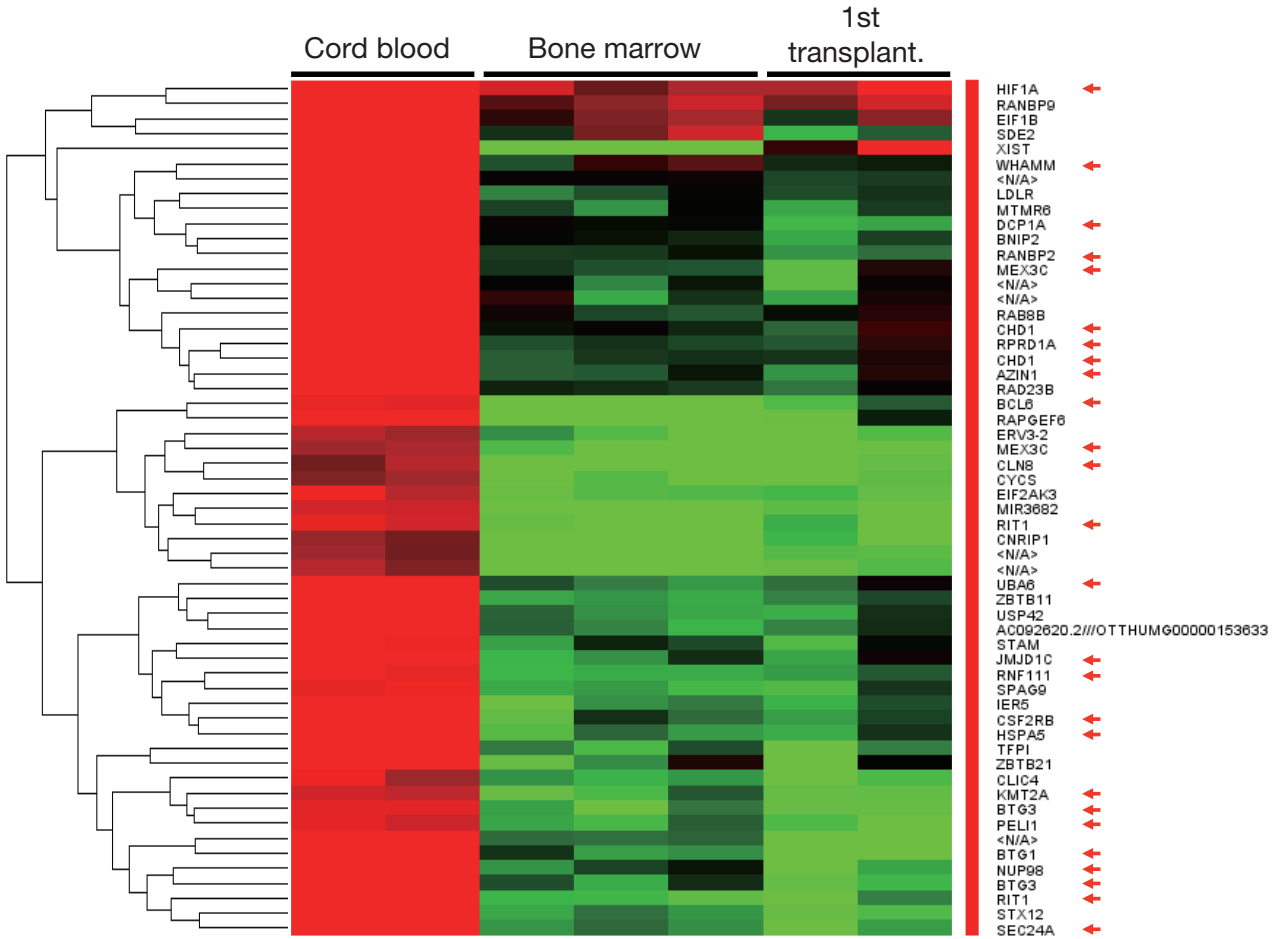 Cord blood
Bone marrow
1st
transplant.
HIF1A
RANBP9
EIF1B
SDE2
XIST
WHAMM
<N/A>
LDLR
MTMR6
DCP1A
BNIP2
RANBP2
MEX3C
<N/A>
<N/A>
RAB8B
CHD1
RPRD1A
CHD1
AZIN1
RAD23B
BCL6
RAPGEF6
ERV3-2
MEX3C
CLN8
CYCS
EIF2AK3
MIR3682
RIT1
CNRIP1
<N/A>
<N/A>
UBA6
ZBTB11
USP42
AC092620.2///OTTHUMG00000153633
STAM
JMJD1C
RNF111
SPAG9
IER5
CSF2RB
HSPA5
TFPI
ZBTB21
CLIC4
KMT2A
BTG3
PELI1
<N/A>
BTG1
NUP98
BTG3
RIT1
STX12
SEC24A